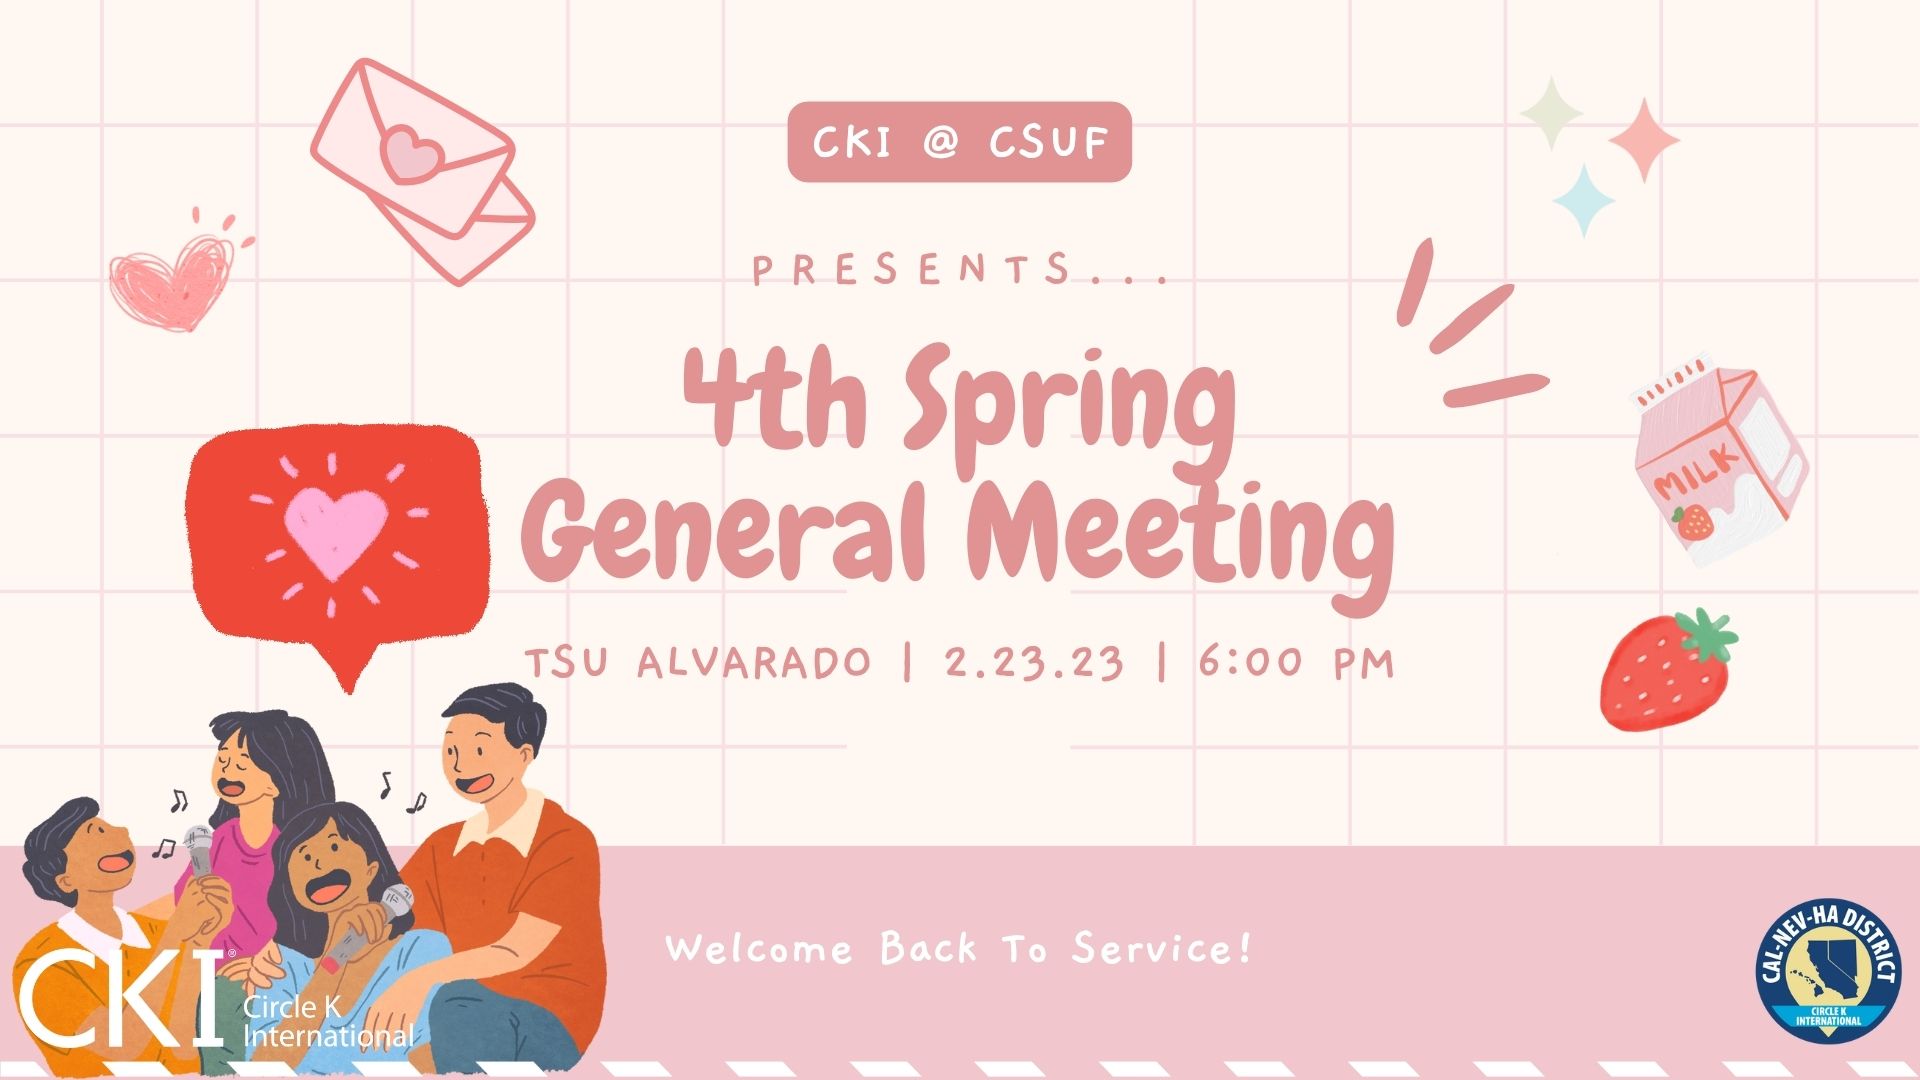 CKI @ CSUF
PRESENTS...
4th Spring
General Meeting
TSU ALVARADO | 2.23.23 | 6:00 PM
MILK
Welcome Back To Service!
CKI®
Circle K
International
CAL-NEV-HA DISTRICT
CIRCLE K
INTERNATIONAL